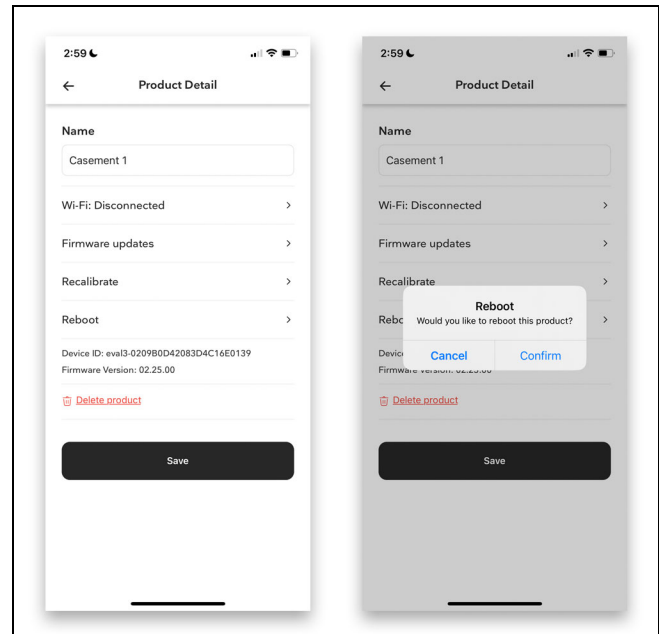 2:59
Product Detail
Name
Casement 1
Wi-Fi: Disconnected
Firmware updates
Recalibrate
Reboot
Device ID: eval3-0209B0D42083D4C16E0139
Firmware Version: 02.25.00
Delete product
Save
2:59
Product Detail
Name
Casement 1
Wi-Fi: Disconnected
Firmware updates
Recalibrate
Reboot
Would you like to reboot this product?
Cancel
Confirm
Delete product
Save